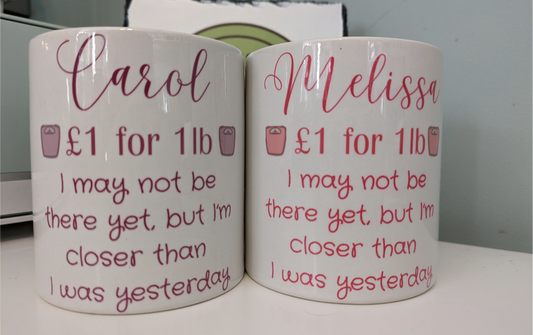 Carol
£1 for 1lb
I may not be
there yet, but I'm
closer than
I was yesterday
Melissa
£1 for 1lb
I may not be
there yet, but I'm
closer than
I was yesterday